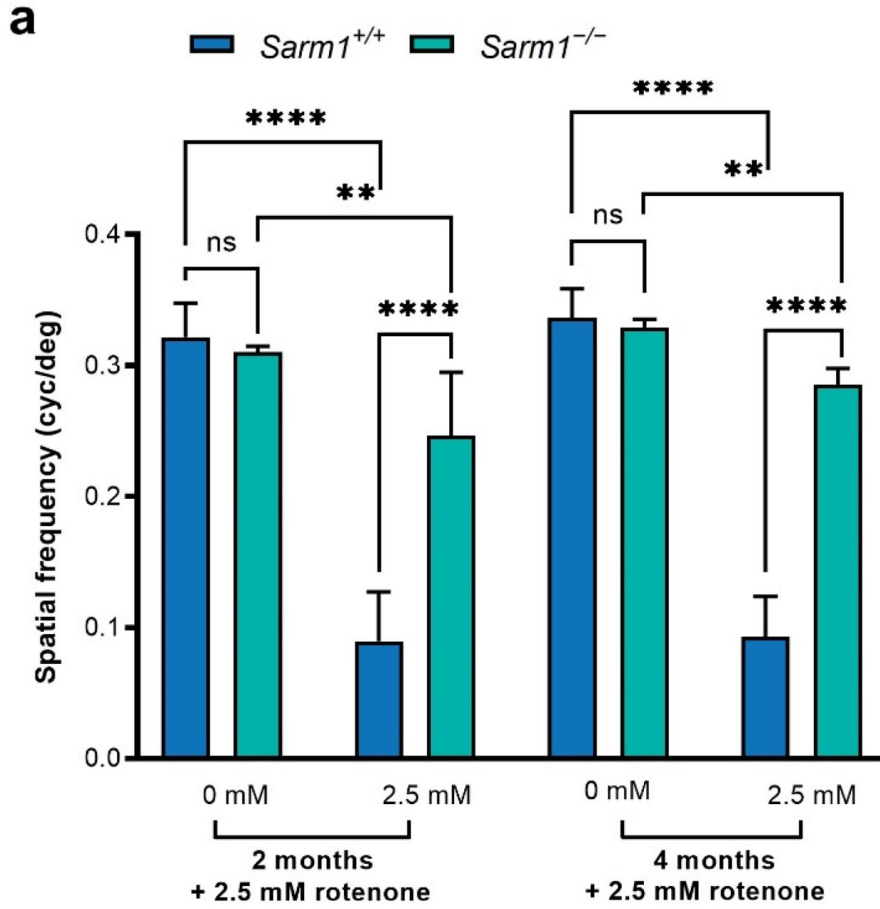 a
Sarm1+/+ Sarm1−/−
****
****
**
**
ns
ns
****
****
Spatial frequency (cyc/deg)
0.4
0.3
0.2
0.1
0.0
0 mM 2.5 mM 0 mM 2.5 mM
2 months 4 months
+ 2.5 mM rotenone + 2.5 mM rotenone